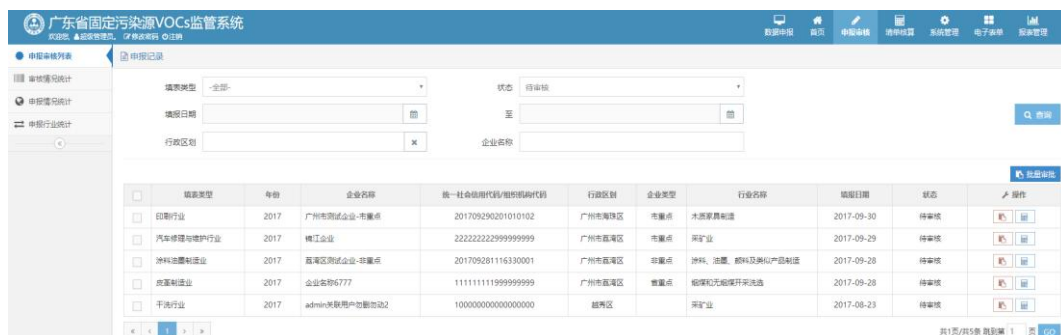 广东省固定污染源VOCs监管系统
欢迎您, 超级管理员。 修改密码 注销
数据申报 首页 申报审核 清单核算 系统管理 电子表单 报表管理
申报审核列表
审核情况统计
申报情况统计
申报行业统计
申报记录
填表类型 -全部- 状态 待审核
填报日期 至
查询
行政区划 企业名称
批量审批
填表类型 年份 企业名称 统一社会信用代码/组织机构代码 行政区划 企业类型 行业名称 填报日期 状态 操作
印刷行业 2017 广州市测试企业-市重点 201709290201010102 广州市海珠区 市重点 木质家具制造 2017-09-30 待审核
汽车修理与维护行业 2017 锦江企业 222222222999999999 广州市荔湾区 市重点 采矿业 2017-09-29 待审核
涂料油墨制造业 2017 荔湾区测试企业-非重点 201709281116330001 广州市荔湾区 非重点 涂料、油墨、颜料及类似产品制造 2017-09-28 待审核
皮革制造业 2017 企业名称6777 111111111999999999 广州市荔湾区 省重点 烟煤和无烟煤开采洗选 2017-09-28 待审核
干洗行业 2017 admin关联用户勿删勿动2 100000000000000000 越秀区 采矿业 2017-08-23 待审核
« ‹ 1 › » 共1页/共5条 跳到第 1 页 GO